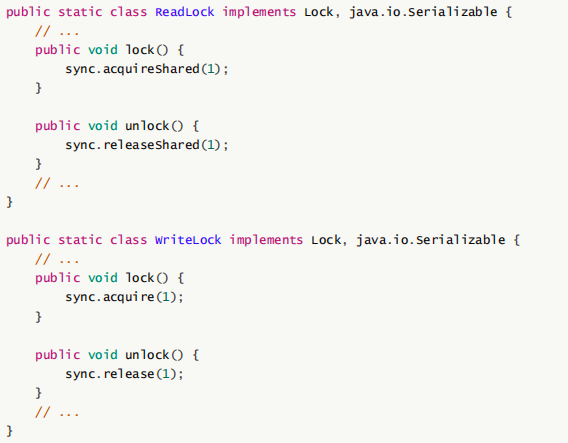 public static class ReadLock implements Lock, java.io.Serializable {
    // ...
    public void lock() {
        sync.acquireShared(1);
    }

    public void unlock() {
        sync.releaseShared(1);
    }
    // ...
}

public static class WriteLock implements Lock, java.io.Serializable {
    // ...
    public void lock() {
        sync.acquire(1);
    }

    public void unlock() {
        sync.release(1);
    }
    // ...
}